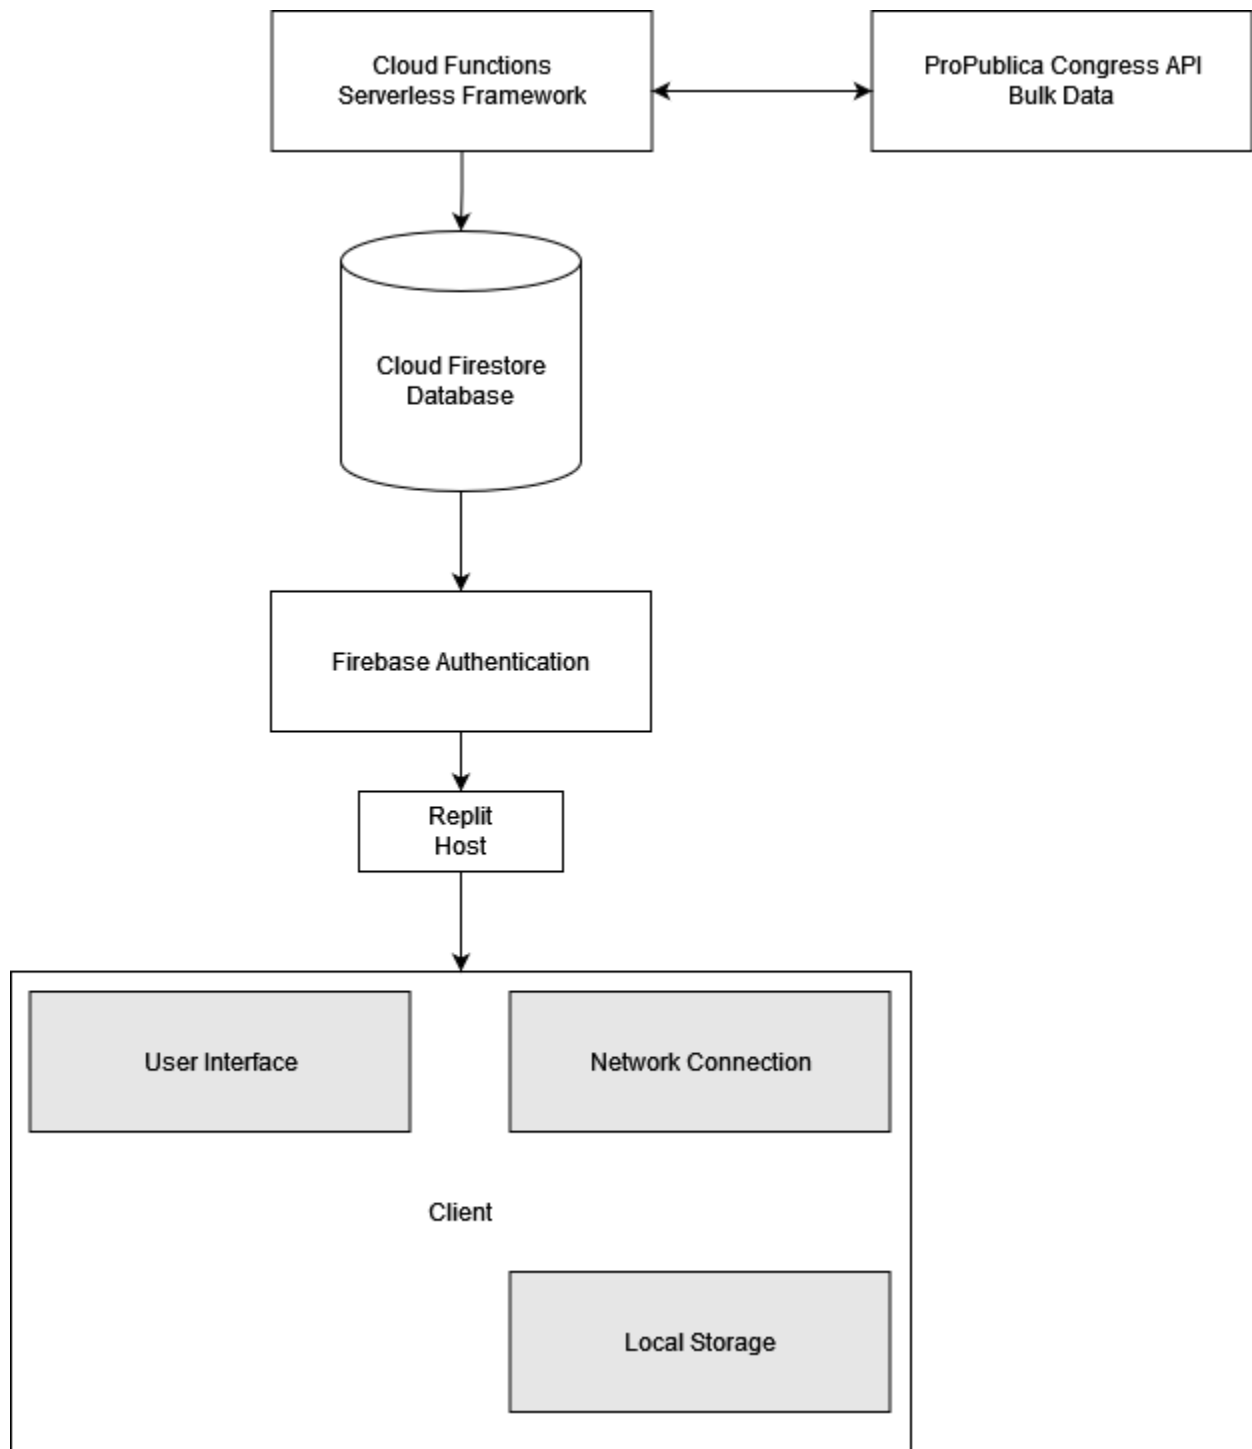 Cloud Functions
Serverless Framework
ProPublica Congress API
Bulk Data
Cloud Firestore
Database
Firebase Authentication
Replit
Host
User Interface
Network Connection
Client
Local Storage